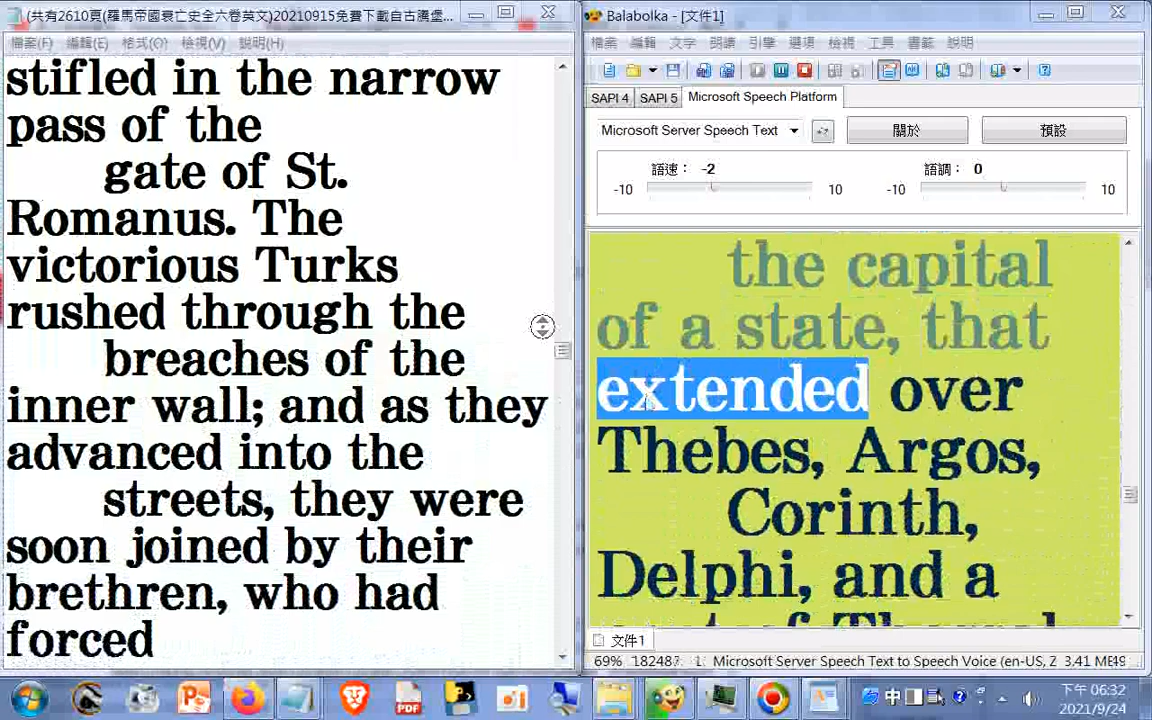 (共有2610頁(羅馬帝國衰亡史全六卷英文)20210915免費下載自古騰堡...
檔案(F) 編輯(E) 格式(O) 檢視(V) 說明(H)
stifled in the narrow
pass of the
gate of St.
Romanus. The
victorious Turks
rushed through the
breaches of the
inner wall; and as they
advanced into the
streets, they were
soon joined by their
brethren, who had
forced
Balabolka - [文件1]
檔案 編輯 文字 朗讀 引擎 選項 檢視 工具 書籤 說明
SAPI 4 SAPI 5 Microsoft Speech Platform
Microsoft Server Speech Text 關於 預設
語速： -2 語調： 0
-10 10 -10 10
the capital
of a state, that
extended over
Thebes, Argos,
Corinth,
Delphi, and a
文件1
69% Microsoft Server Speech Text to Speech Voice (en-US, Z
中
下午 06:32
2021/9/24